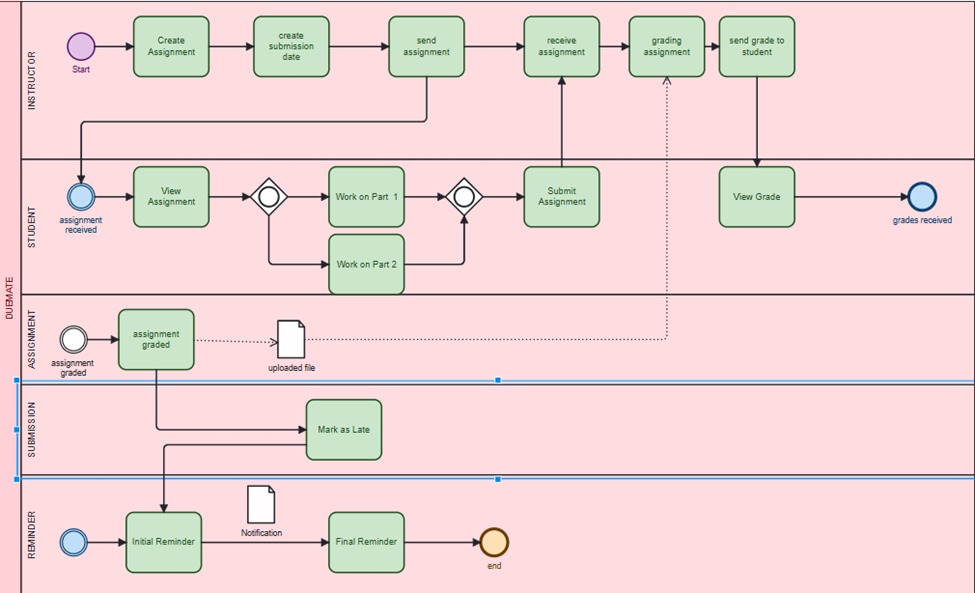 DUEMATE
INSTRUCTOR
Start
Create
Assignment
create
submission
date
send
assignment
receive
assignment
grading
assignment
send grade to
student
STUDENT
assignment
received
View
Assignment
Work on Part 1
Work on Part 2
Submit
Assignment
View Grade
grades received
ASSIGNMENT
assignment
graded
assignment
graded
uploaded file
SUBMISSION
Mark as Late
REMINDER
Initial Reminder
Notification
Final Reminder
end